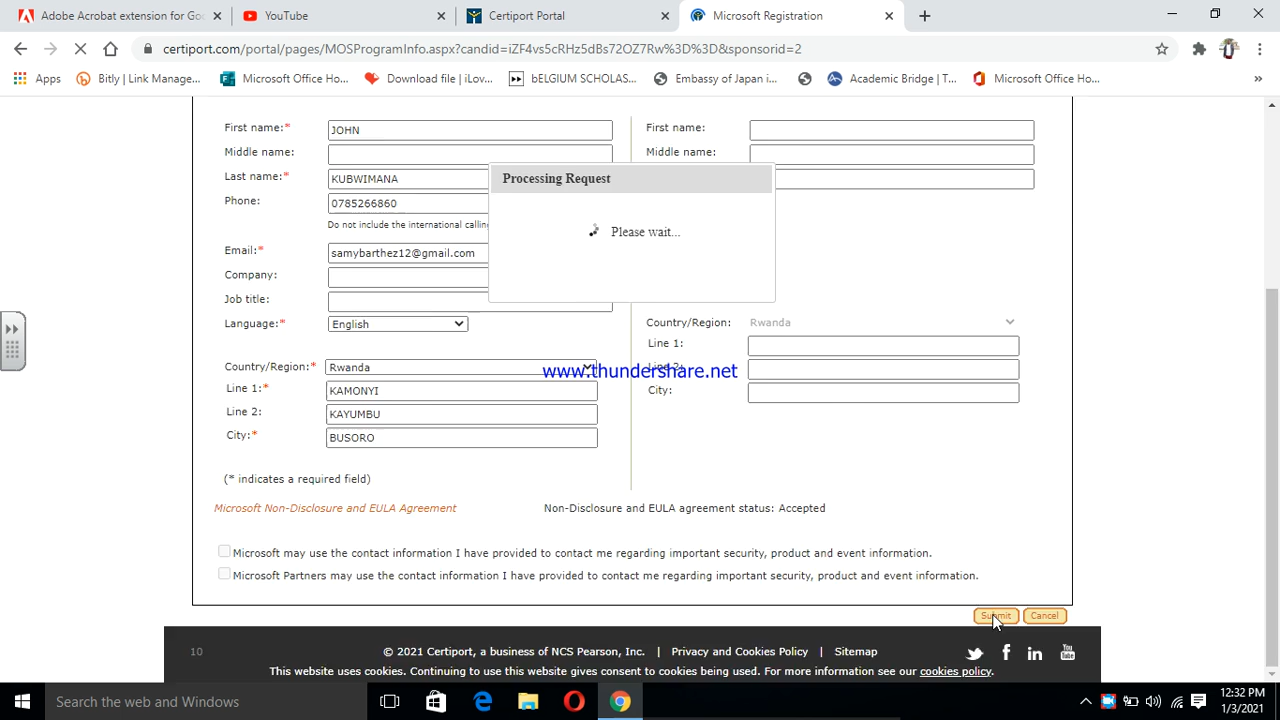 Adobe Acrobat extension for Go
YouTube
Certiport Portal
Microsoft Registration
certiport.com/portal/pages/MOSProgramInfo.aspx?candid=iZF4vs5cRHz5dBs72OZ7Rw%3D%3D&sponsorid=2
Apps
Bitly | Link Manage...
Microsoft Office Ho...
Download file | iLov...
bELGIUM SCHOLAS...
Embassy of Japan i...
Academic Bridge | T...
Microsoft Office Ho...
First name:* JOHN
First name:
Middle name:
Middle name:
Last name:* KUBWIMANA
Phone: 0785266860
Do not include the international calling
Email:* samybarthez12@gmail.com
Company:
Job title:
Language:* English
Processing Request
Please wait...
Country/Region: Rwanda
Line 1:
City:
Country/Region:* Rwanda
www.thundershare.net
Line 1:* KAMONYI
Line 2: KAYUMBU
City:* BUSORO
(* indicates a required field)
Microsoft Non-Disclosure and EULA Agreement
Non-Disclosure and EULA agreement status: Accepted
Microsoft may use the contact information I have provided to contact me regarding important security, product and event information.
Microsoft Partners may use the contact information I have provided to contact me regarding important security, product and event information.
Submit
Cancel
10
© 2021 Certiport, a business of NCS Pearson, Inc. | Privacy and Cookies Policy | Sitemap
This website uses cookies. Continuing to use this website gives consent to cookies being used. For more information see our cookies policy.
You Tube
Search the web and Windows
12:32 PM
1/3/2021